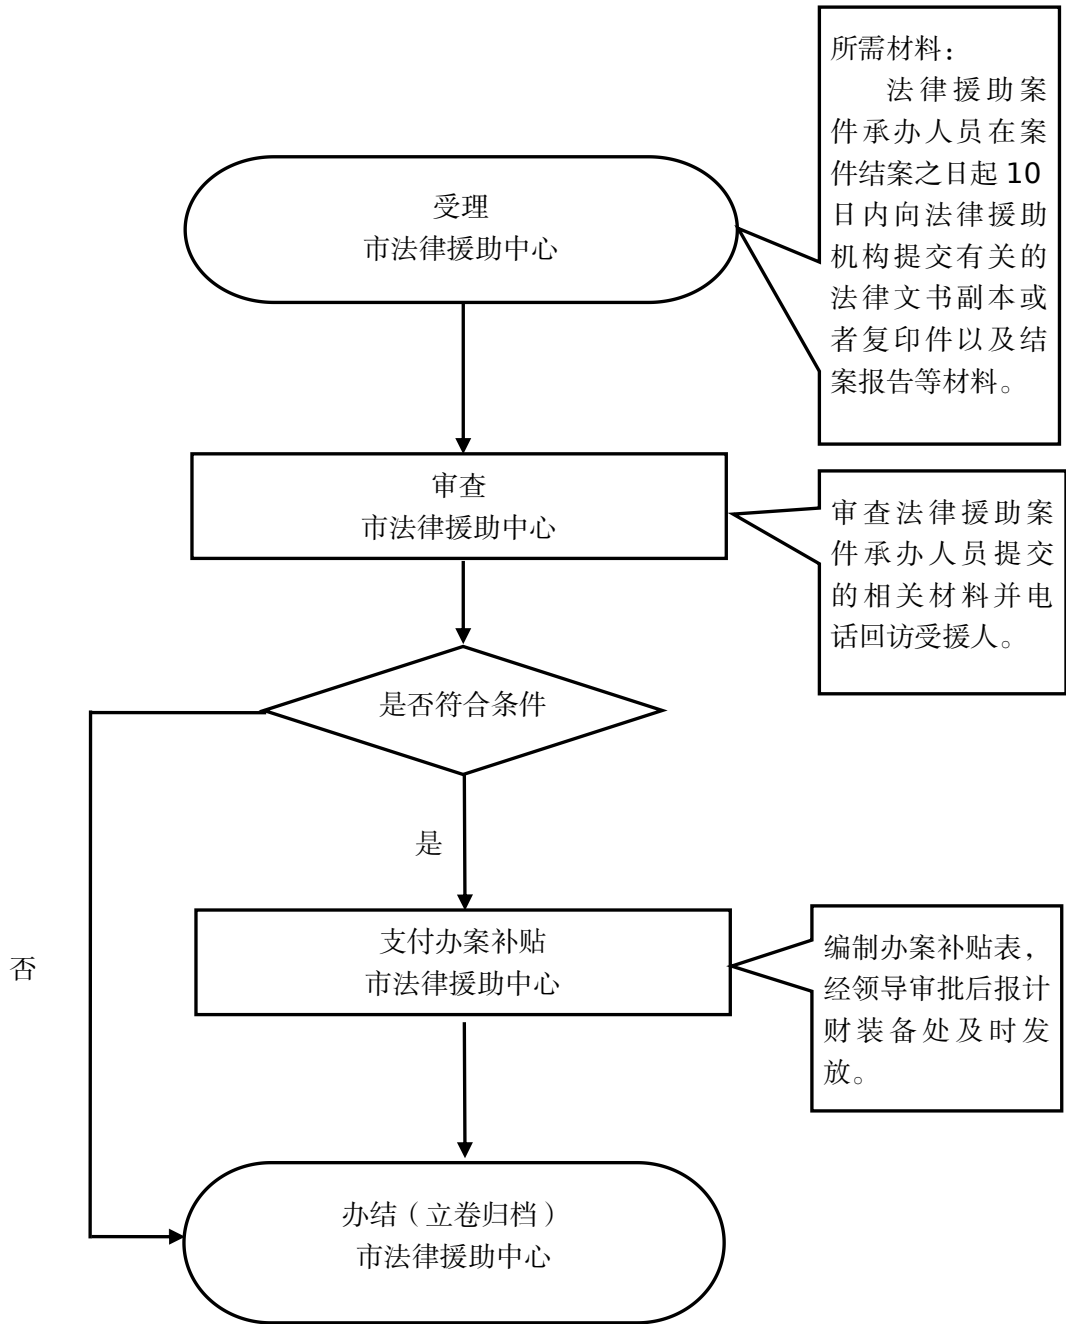 所需材料：
法律援助案
件承办人员在案
件结案之日起 10
日内向法律援助
机构提交有关的
法律文书副本或
者复印件以及结
案报告等材料。
受理
市法律援助中心
审查
市法律援助中心
审查法律援助案
件承办人员提交
的相关材料并电
话回访受援人。
是否符合条件
是
否
支付办案补贴
市法律援助中心
编制办案补贴表，
经领导审批后报计
财装备处及时发
放。
办结（立卷归档）
市法律援助中心